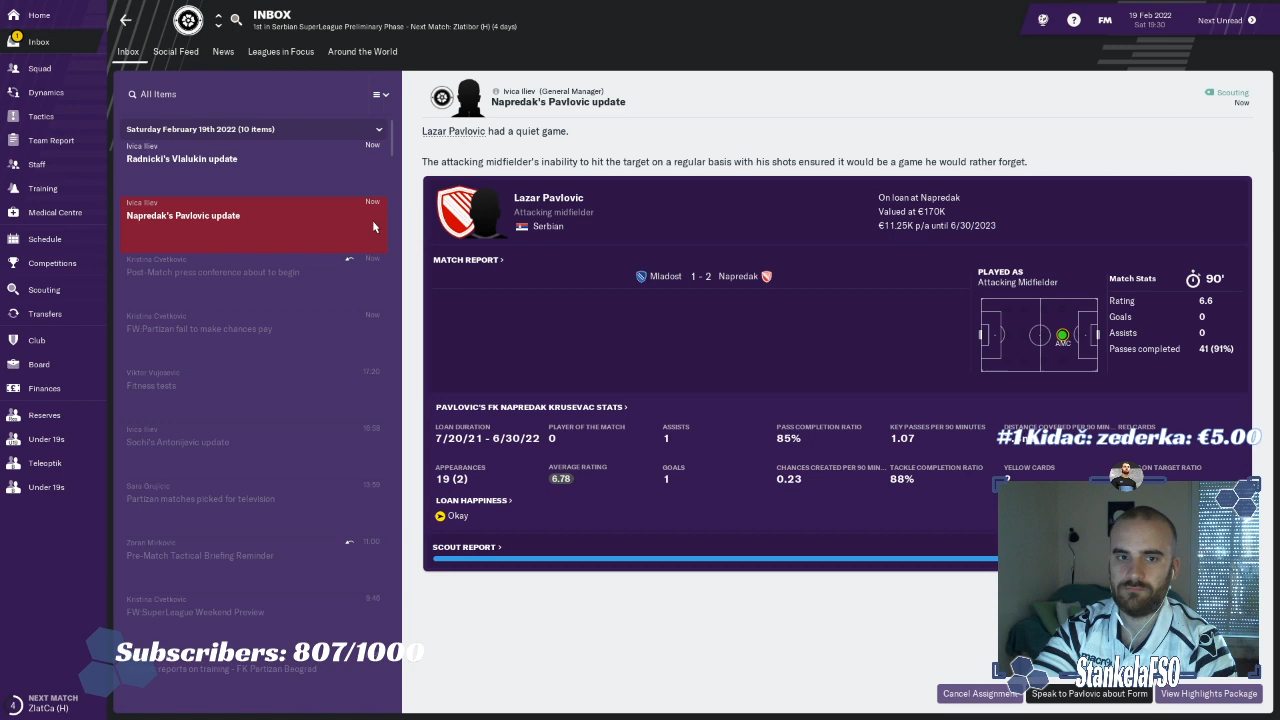 Home
Inbox
Squad
Dynamics
Tactics
Team Report
Staff
Training
Medical Centre
Schedule
Competitions
Scouting
Transfers
Club
Board
Finances
Reserves
Under 19s
Teleoptik
Under 19s
4
NEXT MATCH
ZlatCa (H)
INBOX
1st in Serbian SuperLeague Preliminary Phase - Next Match: Zlatibor (H) (4 days)
FM
19 Feb 2022
Sat 19:30
Next Unread
Inbox
Social Feed
News
Leagues in Focus
Around the World
All Items
Saturday February 19th 2022 (10 items)
Ivica Iliev
Now
Radnicki's Vlalukin update
Ivica Iliev
Now
Napredak's Pavlovic update
Kristina Cvetkovic
Now
Post-Match press conference about to begin
Kristina Cvetkovic
Now
FW:Partizan fail to make chances pay
Viktor Vujosevic
17:20
Fitness tests
Ivica Iliev
16:58
Sochi's Antonijevic update
Sara Grujicic
13:59
Partizan matches picked for television
Zoran Mirkovic
11:00
Pre-Match Tactical Briefing Reminder
Kristina Cvetkovic
9:48
FW:SuperLeague Weekend Preview
reports on training - FK Partizan Beograd
Subscribers: 807/1000
Ivica Iliev (General Manager)
Napredak's Pavlovic update
Scouting
Now
Lazar Pavlovic had a quiet game.
The attacking midfielder's inability to hit the target on a regular basis with his shots ensured it would be a game he would rather forget.
Lazar Pavlovic
Attacking midfielder
Serbian
On loan at Napredak
Valued at €170K
€11.25K p/a until 6/30/2023
MATCH REPORT
Mladost 1 - 2 Napredak
PLAYED AS
Attacking Midfielder
AMC
Match Stats
90'
Rating
6.6
Goals
0
Assists
0
Passes completed
41 (91%)
PAVLOVIC'S FK NAPREDAK KRUSEVAC STATS
LOAN DURATION
7/20/21 - 6/30/22
PLAYER OF THE MATCH
0
ASSISTS
1
PASS COMPLETION RATIO
85%
KEY PASSES PER 90 MINUTES
1.07
DISTANCE COVERED PER 90 MIN...
RED CARDS
#1 Kidač: zederka: €5.00
APPEARANCES
19 (2)
AVERAGE RATING
6.78
GOALS
1
CHANCES CREATED PER 90 MIN...
0.23
TACKLE COMPLETION RATIO
88%
YELLOW CARDS
ON TARGET RATIO
LOAN HAPPINESS
Okay
SCOUT REPORT
StankelaFSO
Cancel Assignment
Speak to Pavlovic about Form
View Highlights Package